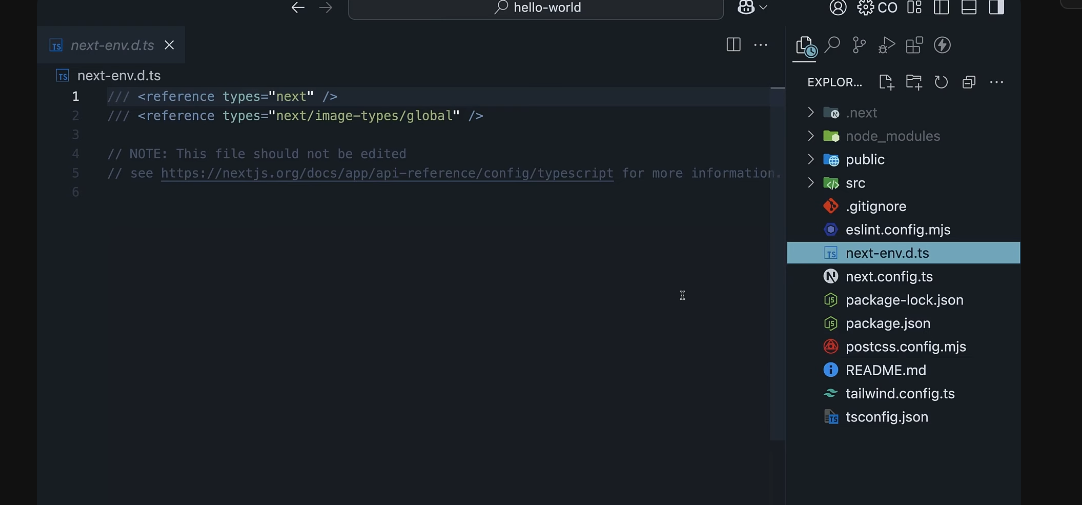 hello-world
CO
next-env.d.ts
next-env.d.ts
1 /// <reference types="next" />
2 /// <reference types="next/image-types/global" />
3
4 // NOTE: This file should not be edited
5 // see https://nextjs.org/docs/app/api-reference/config/typescript for more information.
6
EXPLOR...
.next
node_modules
public
src
.gitignore
eslint.config.mjs
TS next-env.d.ts
next.config.ts
package-lock.json
package.json
postcss.config.mjs
README.md
tailwind.config.ts
tsconfig.json